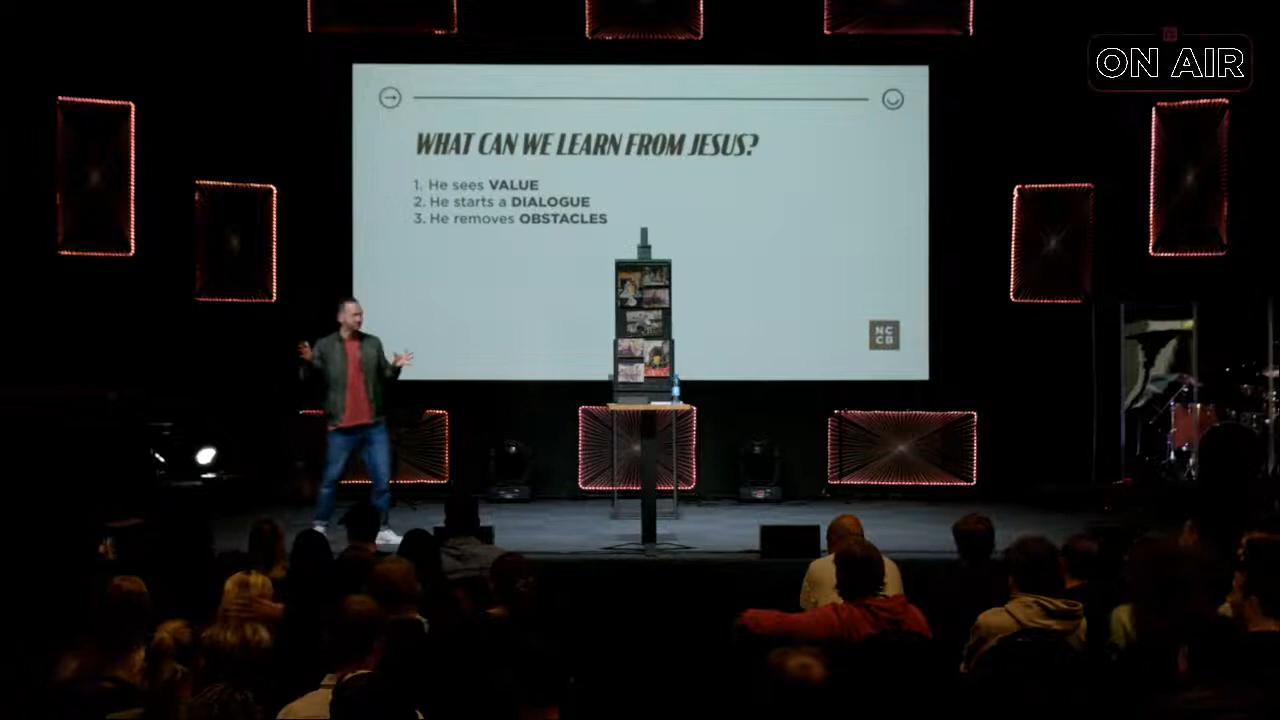 ON AIR
WHAT CAN WE LEARN FROM JESUS?
1. He sees VALUE
2. He starts a DIALOGUE
3. He removes OBSTACLES
NC
CB